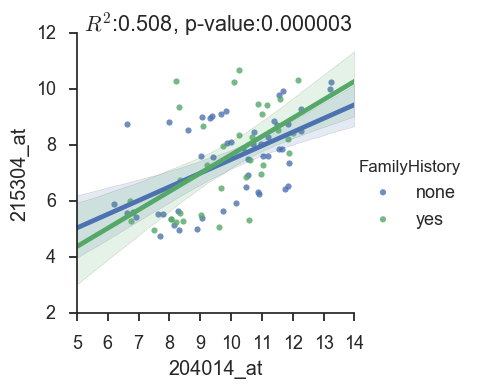 R²:0.508, p-value:0.000003
12
10
8
6
4
2
215304_at
5 6 7 8 9 10 11 12 13 14
204014_at
FamilyHistory
none
yes